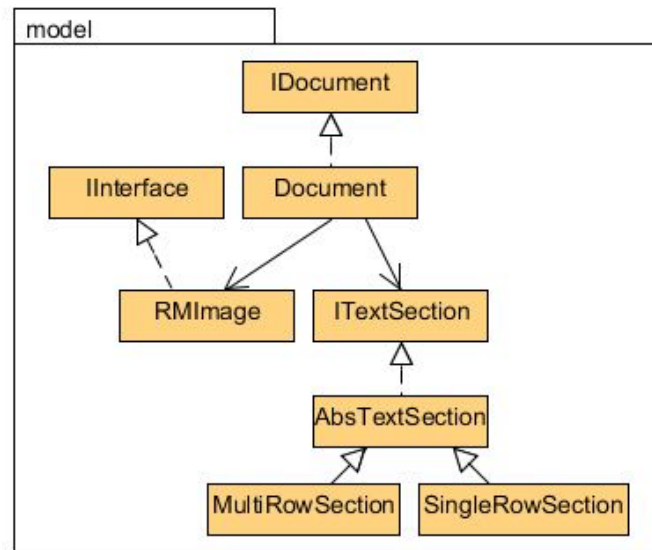 model
IDocument
IInterface
Document
RMImage
ITextSection
AbsTextSection
MultiRowSection
SingleRowSection